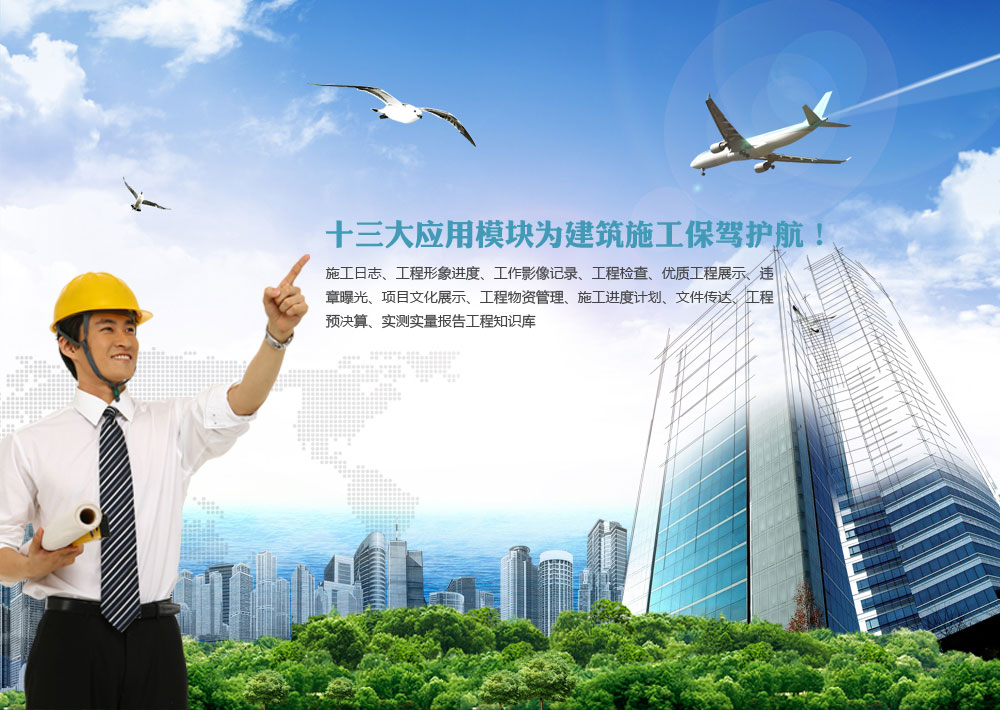 十三大应用模块为建筑施工保驾护航！
施工日志、工程形象进度、工作影像记录、工程检查、优质工程展示、违
章曝光、项目文化展示、工程物资管理、施工进度计划、文件传达、工程
预决算、实测实量报告工程知识库